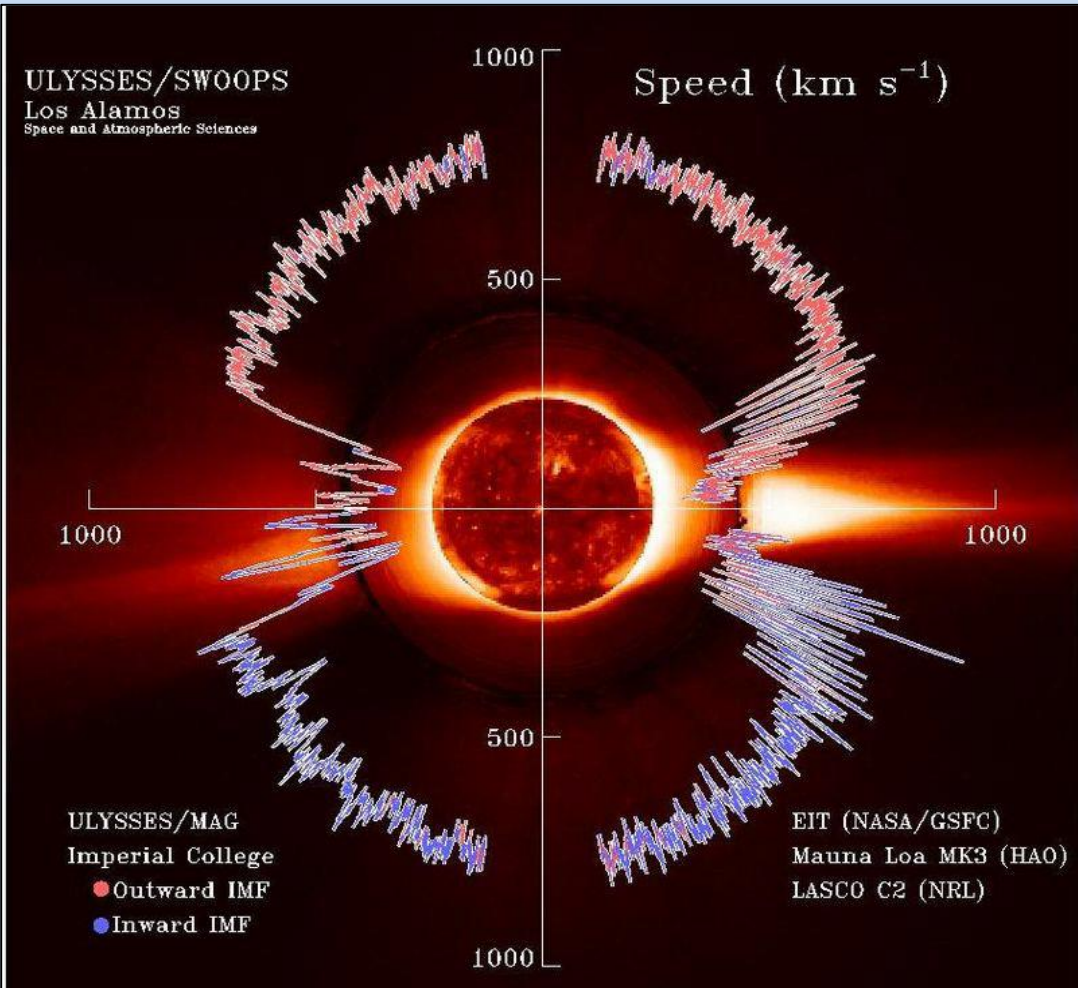 ULYSSES/SWOOPS
Los Alamos
Space and Atmospheric Sciences
Speed (km s⁻¹)
1000
500
1000
1000
500
1000
ULYSSES/MAG
Imperial College
Outward IMF
Inward IMF
EIT (NASA/GSFC)
Mauna Loa MK3 (HAO)
LASCO C2 (NRL)